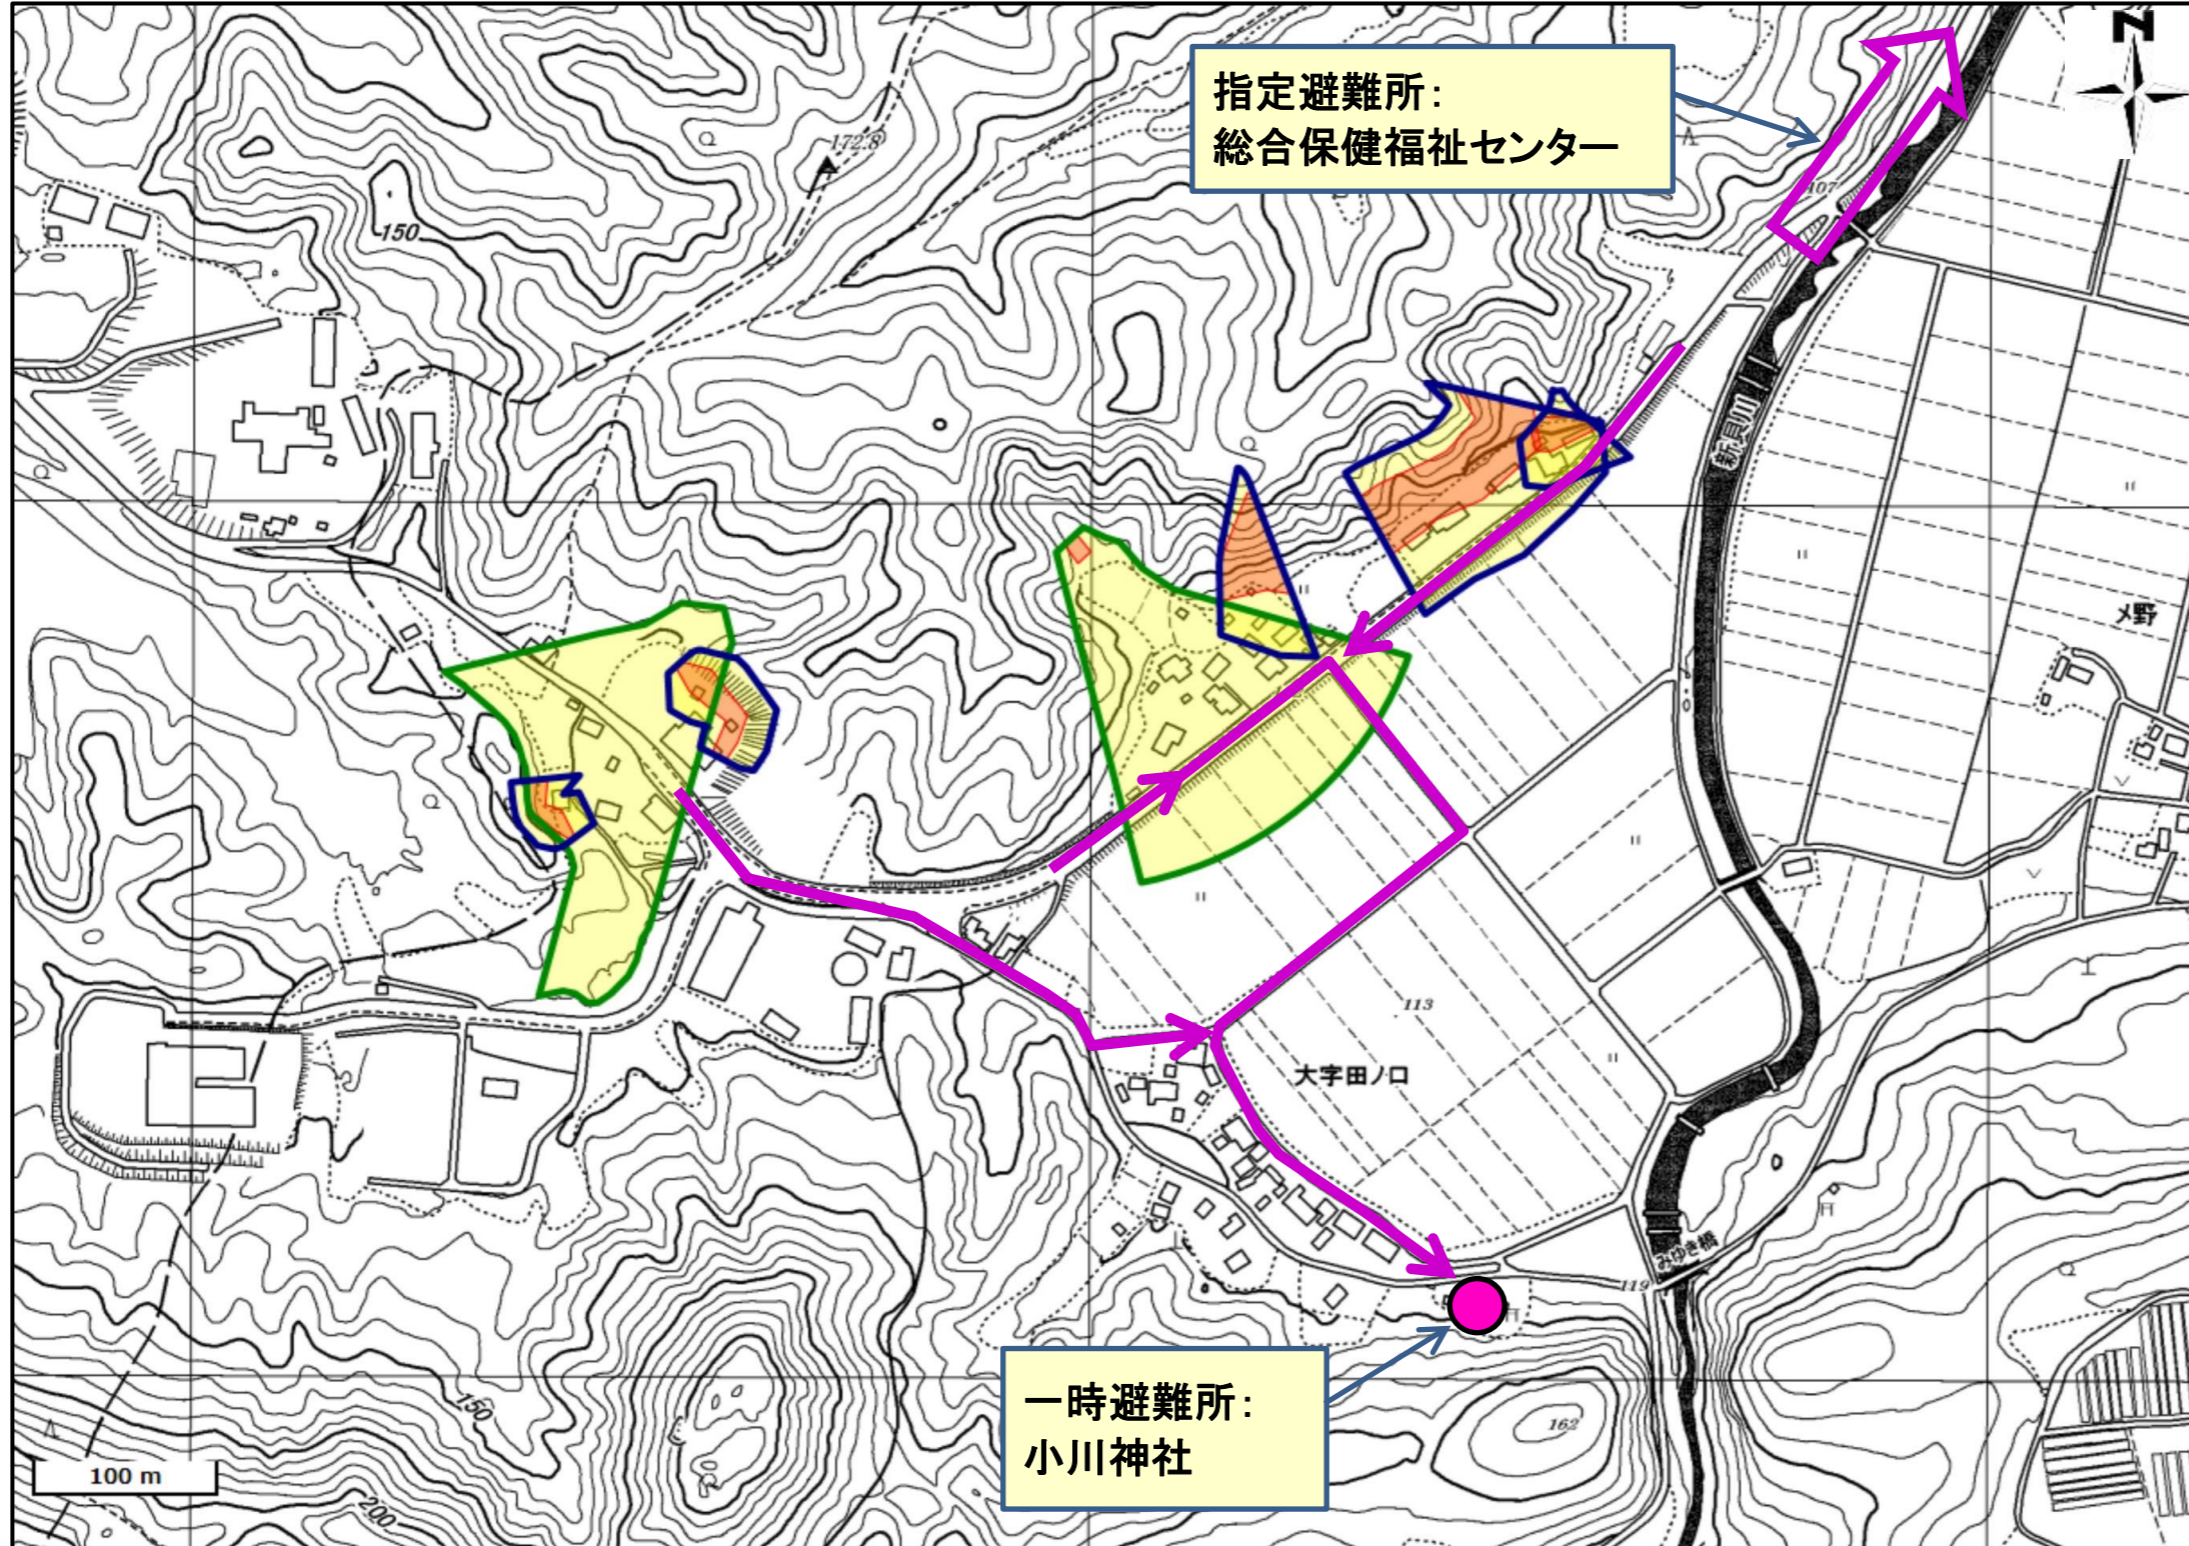 N
指定避難所：
総合保健福祉センター
172.8
150
107
新貝川
〆野
113
大字田ノ口
みゆき橋
119
一時避難所：
小川神社
162
150
100 m
200